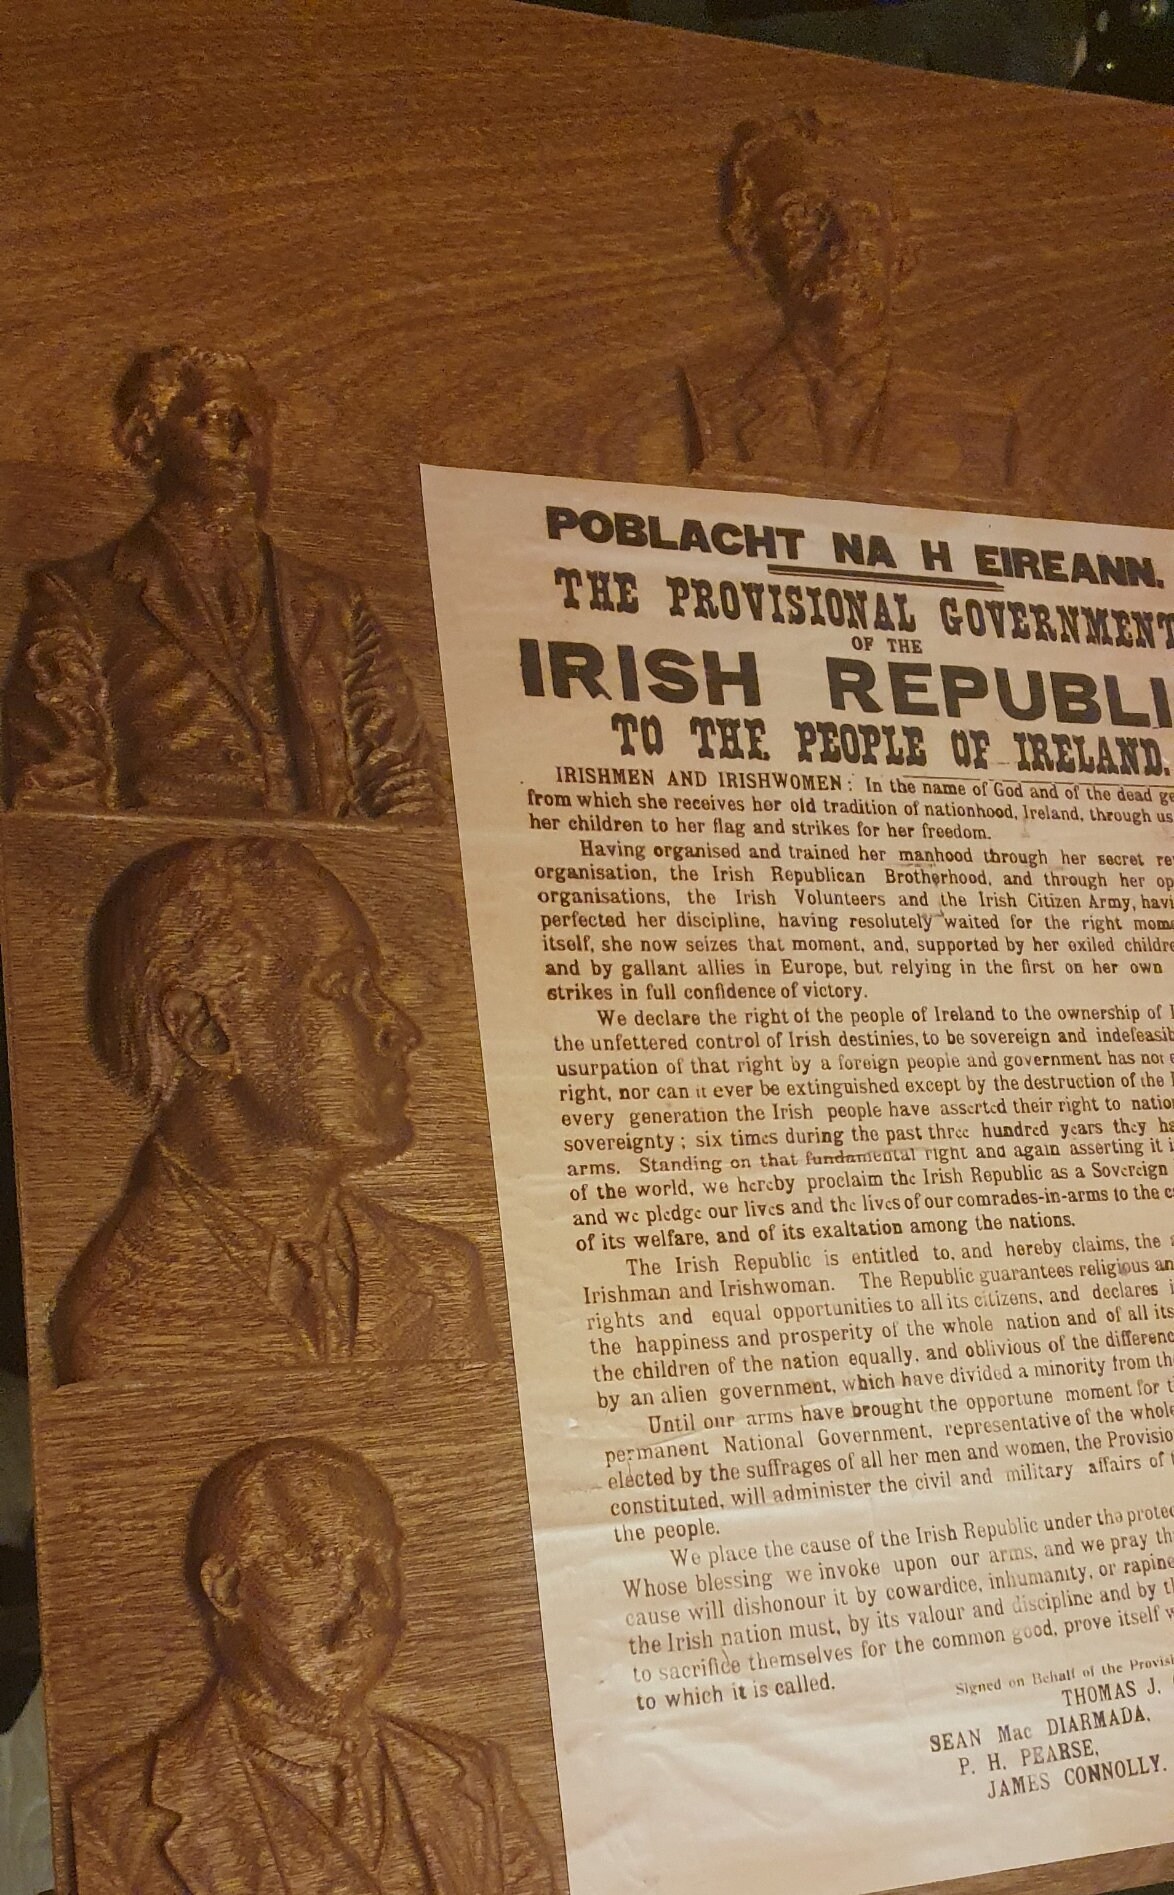 POBLACHT NA H EIREANN.
THE PROVISIONAL GOVERNMENT
OF THE
IRISH REPUBLI
TO THE PEOPLE OF IRELAND.
IRISHMEN AND IRISHWOMEN: In the name of God and of the dead ge
from which she receives her old tradition of nationhood, Ireland, through us
her children to her flag and strikes for her freedom.
Having organised and trained her manhood through her secret re
organisation, the Irish Republican Brotherhood, and through her op
organisations, the Irish Volunteers and the Irish Citizen Army, havi
perfected her discipline, having resolutely waited for the right mom
itself, she now seizes that moment, and, supported by her exiled childre
and by gallant allies in Europe, but relying in the first on her own
strikes in full confidence of victory.
We declare the right of the people of Ireland to the ownership of I
the unfettered control of Irish destinies, to be sovereign and indefeasib
usurpation of that right by a foreign people and government has not e
right, nor can it ever be extinguished except by the destruction of the I
every generation the Irish people have asserted their right to nation
sovereignty; six times during the past three hundred years they ha
arms. Standing on that fundamental right and again asserting it i
of the world, we hereby proclaim the Irish Republic as a Sovereign
and we pledge our lives and the lives of our comrades-in-arms to the ca
of its welfare, and of its exaltation among the nations.
The Irish Republic is entitled to, and hereby claims, the a
Irishman and Irishwoman. The Republic guarantees religious an
rights and equal opportunities to all its citizens, and declares i
the happiness and prosperity of the whole nation and of all its
the children of the nation equally, and oblivious of the differenc
by an alien government, which have divided a minority from th
Until our arms have brought the opportune moment for t
permanent National Government, representative of the whole
elected by the suffrages of all her men and women, the Provisio
constituted, will administer the civil and military affairs of t
the people.
We place the cause of the Irish Republic under the protec
Whose blessing we invoke upon our arms, and we pray th
cause will dishonour it by cowardice, inhumanity, or rapine
the Irish nation must, by its valour and discipline and by th
to sacrifice themselves for the common good, prove itself w
to which it is called.
Signed on Behalf of the Provisi
THOMAS J.
SEAN Mac DIARMADA,
P. H. PEARSE,
JAMES CONNOLLY.